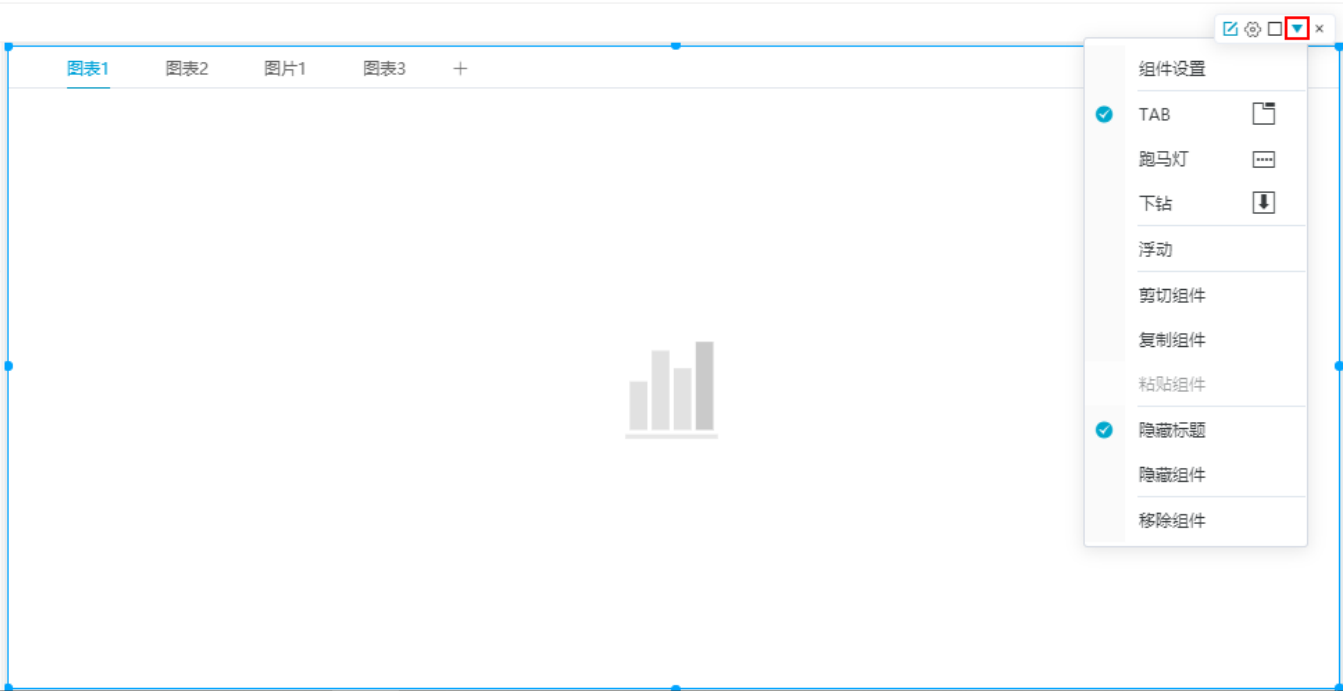 图表1 图表2 图片1 图表3 +
组件设置
TAB
跑马灯
下钻
浮动
剪切组件
复制组件
粘贴组件
隐藏标题
隐藏组件
移除组件